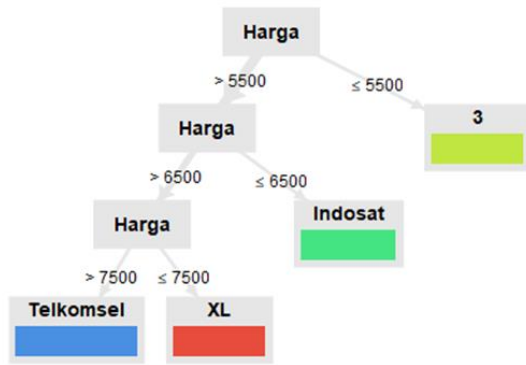 Harga
> 5500
≤ 5500
Harga
3
> 6500
≤ 6500
Harga
Indosat
> 7500
≤ 7500
Telkomsel
XL